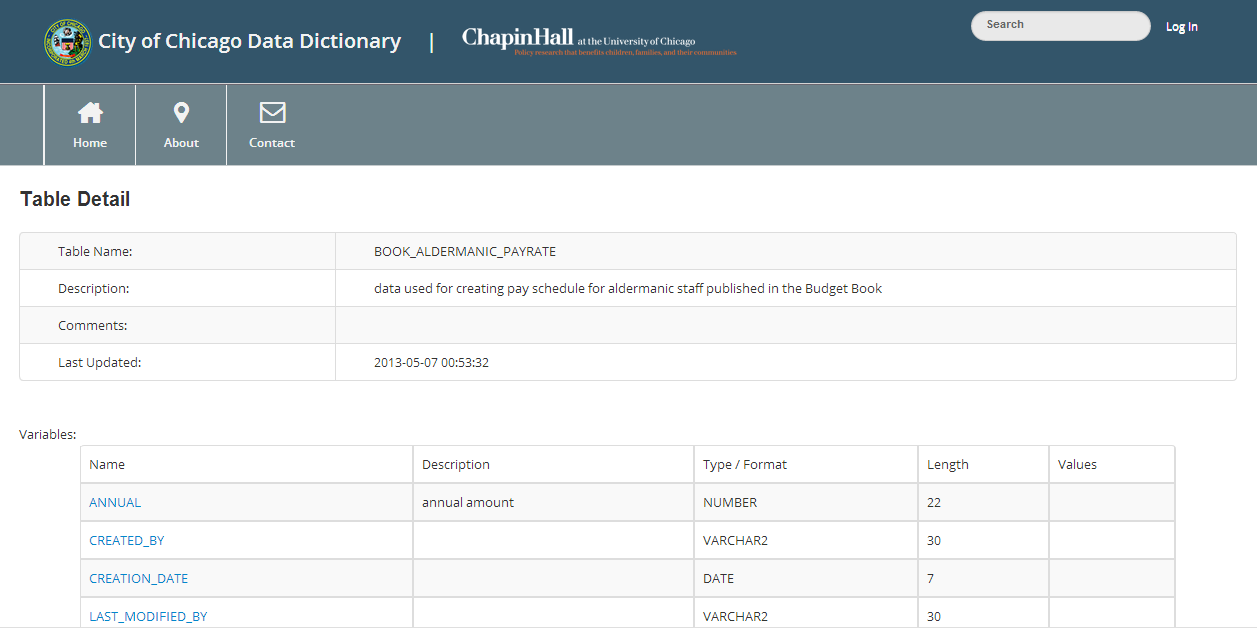 City of Chicago Data Dictionary | ChapinHall at the University of Chicago
Policy research that benefits children, families, and their communities
Search
Log In
Home About Contact
Table Detail
Table Name: BOOK_ALDERMANIC_PAYRATE
Description: data used for creating pay schedule for aldermanic staff published in the Budget Book
Comments:
Last Updated: 2013-05-07 00:53:32
Variables:
Name Description Type / Format Length Values
ANNUAL annual amount NUMBER 22
CREATED_BY VARCHAR2 30
CREATION_DATE DATE 7
LAST_MODIFIED_BY VARCHAR2 30